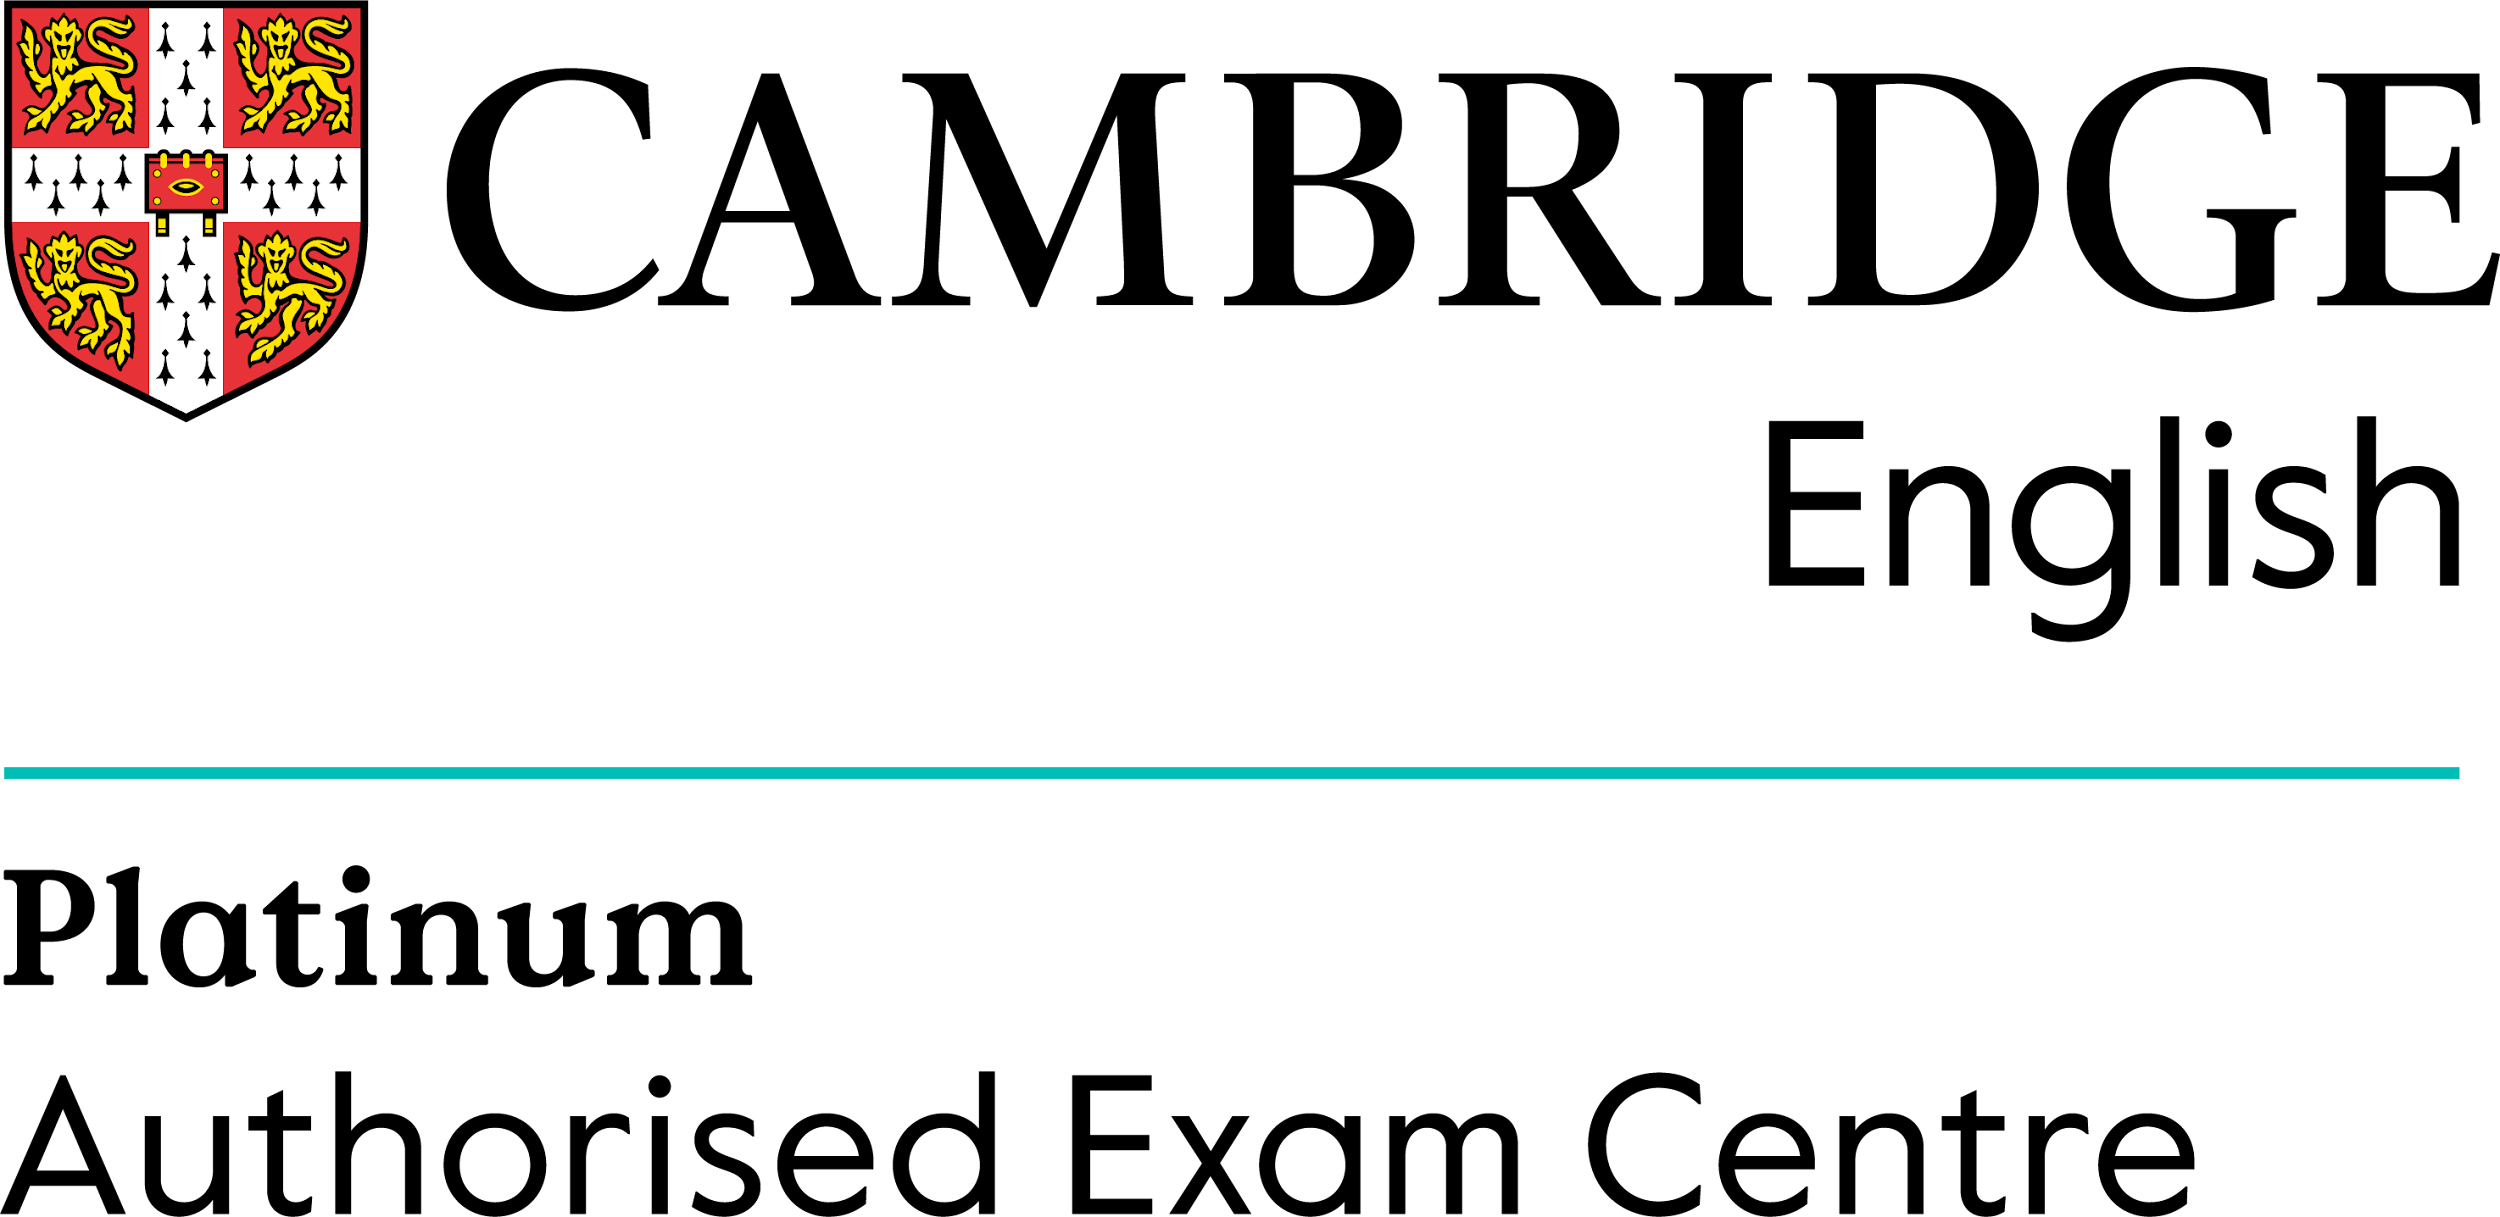 CAMBRIDGE
English
Platinum
Authorised Exam Centre